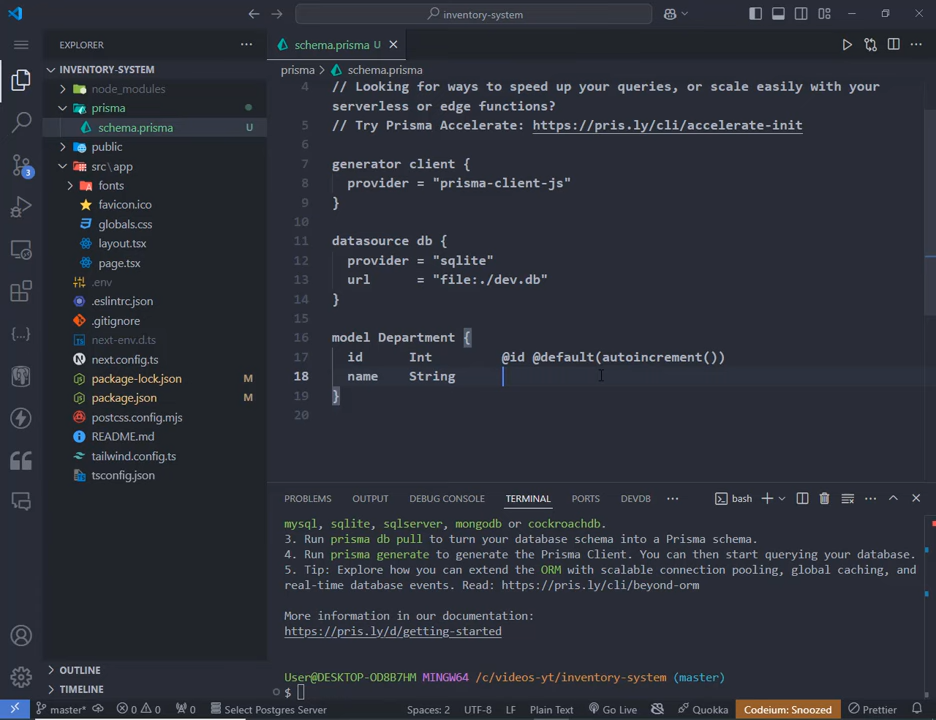 inventory-system
EXPLORER
schema.prisma U
INVENTORY-SYSTEM
prisma > schema.prisma
node_modules
prisma
schema.prisma U
public
src\app
fonts
favicon.ico
globals.css
layout.tsx
page.tsx
.env
.eslintrc.json
.gitignore
next-env.d.ts
next.config.ts
package-lock.json M
package.json M
postcss.config.mjs
README.md
tailwind.config.ts
tsconfig.json
OUTLINE
TIMELINE
3
4 // Looking for ways to speed up your queries, or scale easily with your
serverless or edge functions?
5 // Try Prisma Accelerate: https://pris.ly/cli/accelerate-init
6
7 generator client {
8 provider = "prisma-client-js"
9 }
10
11 datasource db {
12 provider = "sqlite"
13 url = "file:./dev.db"
14 }
15
16 model Department {
17 id Int @id @default(autoincrement())
18 name String
19 }
20
PROBLEMS OUTPUT DEBUG CONSOLE TERMINAL PORTS DEVDB bash
mysql, sqlite, sqlserver, mongodb or cockroachdb.
3. Run prisma db pull to turn your database schema into a Prisma schema.
4. Run prisma generate to generate the Prisma Client. You can then start querying your database.
5. Tip: Explore how you can extend the ORM with scalable connection pooling, global caching, and
real-time database events. Read: https://pris.ly/cli/beyond-orm
More information in our documentation:
https://pris.ly/d/getting-started
User@DESKTOP-OD8B7HM MINGW64 /c/videos-yt/inventory-system (master)
$
master* 0 0 0 Select Postgres Server Spaces: 2 UTF-8 LF Plain Text Go Live Quokka Codeium: Snoozed Prettier